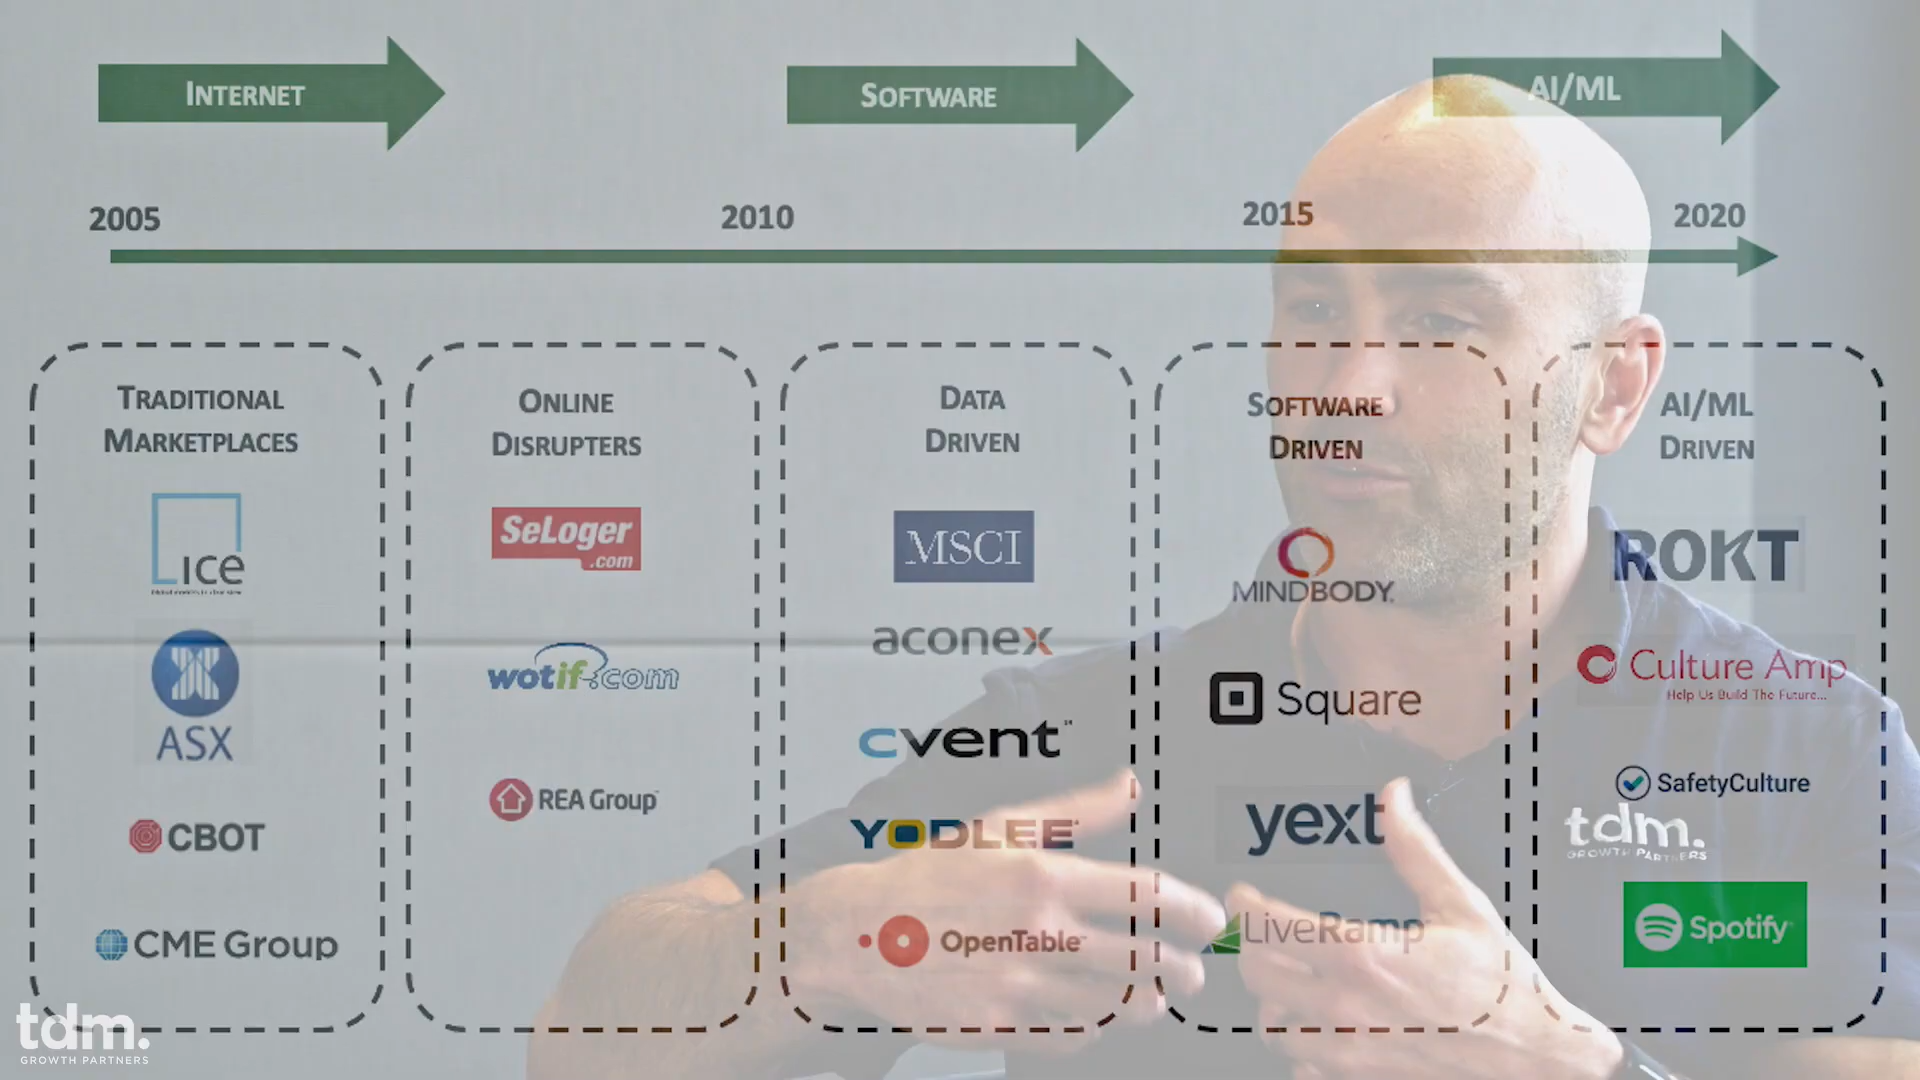 INTERNET
SOFTWARE
AI/ML
2005
2010
2015
2020
TRADITIONAL
MARKETPLACES
ice
ASX
CBOT
CME Group
ONLINE
DISRUPTERS
SeLoger
.com
wotif.com
REA Group
DATA
DRIVEN
MSCI
aconex
cvent
YODLEE
OpenTable
SOFTWARE
DRIVEN
MINDBODY
Square
yext
LiveRamp
AI/ML
DRIVEN
ROKT
Culture Amp
Help Us Build The Future...
SafetyCulture
tdm.
GROWTH PARTNERS
Spotify
tdm.
GROWTH PARTNERS